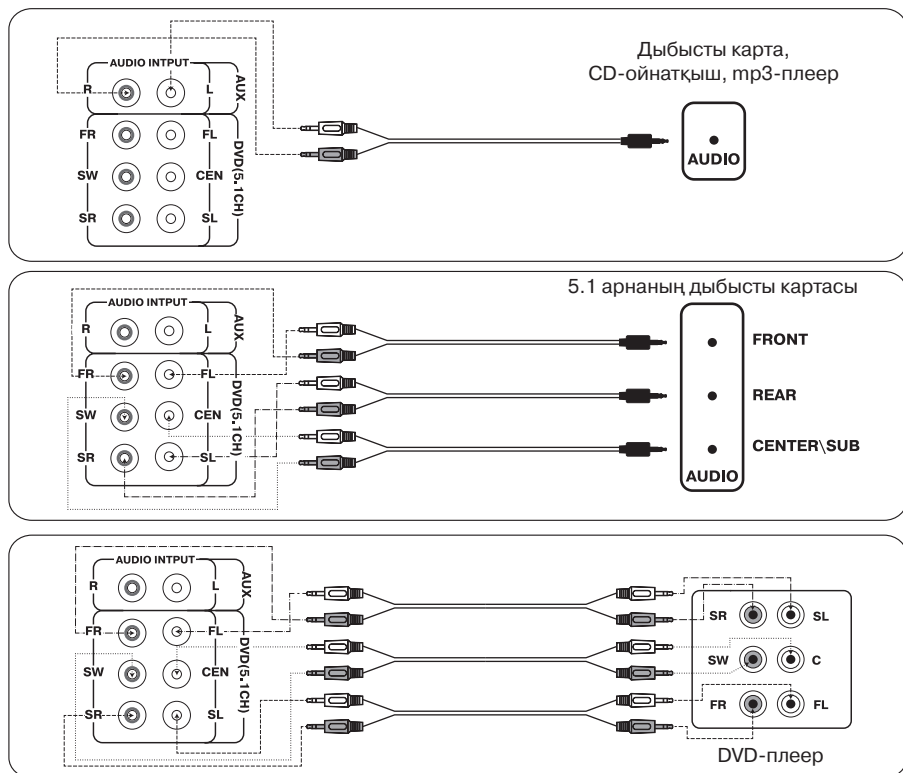 Дыбысты карта,
CD-ойнатқыш, mp3-плеер
AUDIO INTPUT
R L AUX
FR FL
SW CEN DVD(5.1CH)
SR SL
AUDIO
5.1 арнаның дыбысты картасы
AUDIO INTPUT
R L AUX
FR FL
SW CEN DVD(5.1CH)
SR SL
FRONT
REAR
CENTER\SUB
AUDIO
AUDIO INTPUT
R L AUX
FR FL
SW CEN DVD(5.1CH)
SR SL
SR SL
SW C
FR FL
DVD-плеер